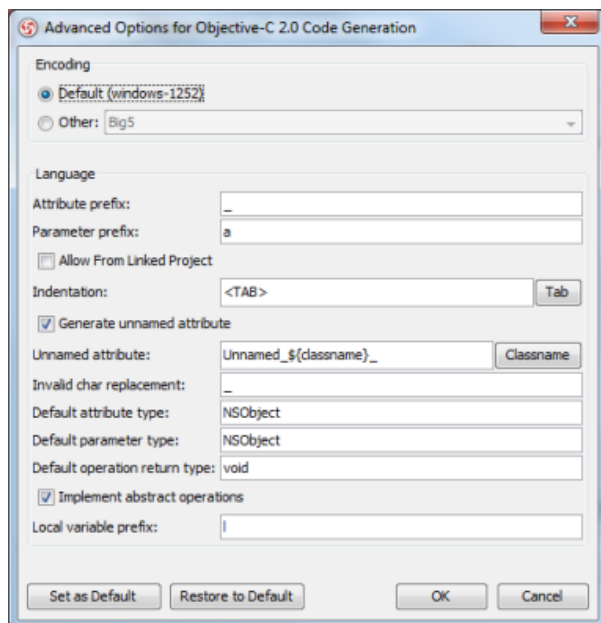 Advanced Options for Objective-C 2.0 Code Generation
Encoding
Default (windows-1252)
Other: Big5
Language
Attribute prefix: _
Parameter prefix: a
Allow From Linked Project
Indentation: <TAB> Tab
Generate unnamed attribute
Unnamed attribute: Unnamed_${classname}_ Classname
Invalid char replacement: _
Default attribute type: NSObject
Default parameter type: NSObject
Default operation return type: void
Implement abstract operations
Local variable prefix: l
Set as Default Restore to Default OK Cancel